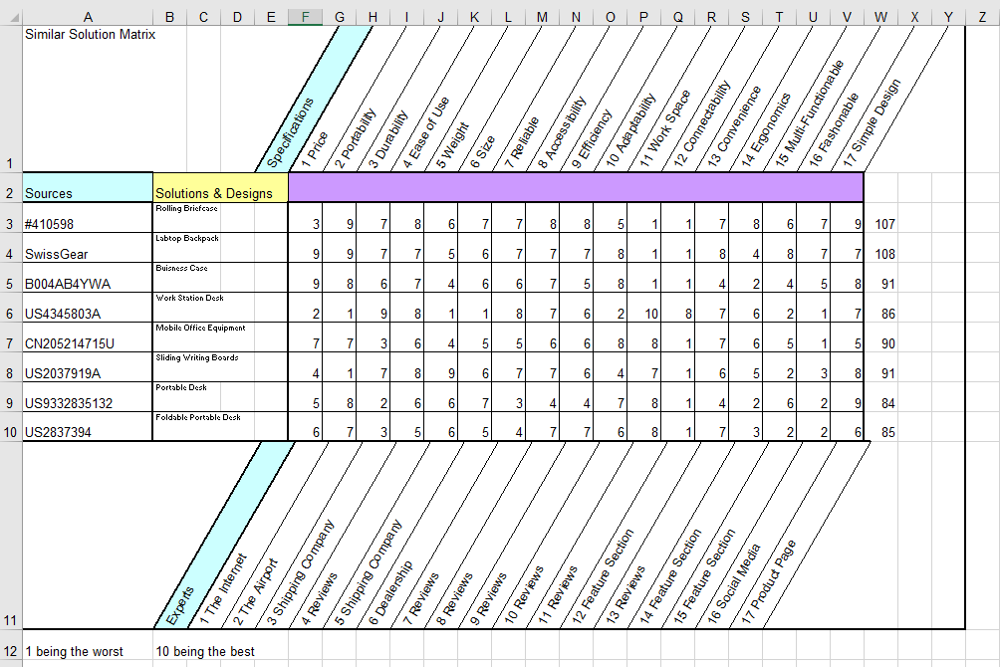 A B C D E F G H I J K L M N O P Q R S T U V W X Y Z
1
Similar Solution Matrix
Specifications
1 Price
2 Portability
3 Durability
4 Ease of Use
5 Weight
6 Size
7 Reliable
8 Accessibility
9 Efficiency
10 Adaptability
11 Work Space
12 Connectability
13 Convenience
14 Ergonomics
15 Multi-Functionable
16 Fashonable
17 Simple Design
2 Sources Solutions & Designs
3 #410598 Rolling Briefcase 3 9 7 8 6 7 7 8 8 5 1 1 7 8 6 7 9 107
4 SwissGear Labtop Backpack 9 9 7 7 5 6 7 7 7 8 1 1 8 4 8 7 7 108
5 B004AB4YWA Buisness Case 9 8 6 7 4 6 6 7 5 8 1 1 4 2 4 5 8 91
6 US4345803A Work Station Desk 2 1 9 8 1 1 8 7 6 2 10 8 7 6 2 1 7 86
7 CN205214715U Mobile Office Equipment 7 7 3 6 4 5 5 6 6 8 8 1 7 6 5 1 5 90
8 US2037919A Sliding Writing Boards 4 1 7 8 9 6 7 7 6 4 7 1 6 5 2 3 8 91
9 US9332835132 Portable Desk 5 8 2 6 6 7 3 4 4 7 8 1 4 2 6 2 9 84
10 US2837394 Foldable Portable Desk 6 7 3 5 6 5 4 7 7 6 8 1 7 3 2 2 6 85
11
Experts
1 The Internet
2 The Airport
3 Shipping Company
4 Reviews
5 Shipping Company
6 Dealership
7 Reviews
8 Reviews
9 Reviews
10 Reviews
11 Reviews
12 Feature Section
13 Reviews
14 Feature Section
15 Feature Section
16 Social Media
17 Product Page
12 1 being the worst 10 being the best